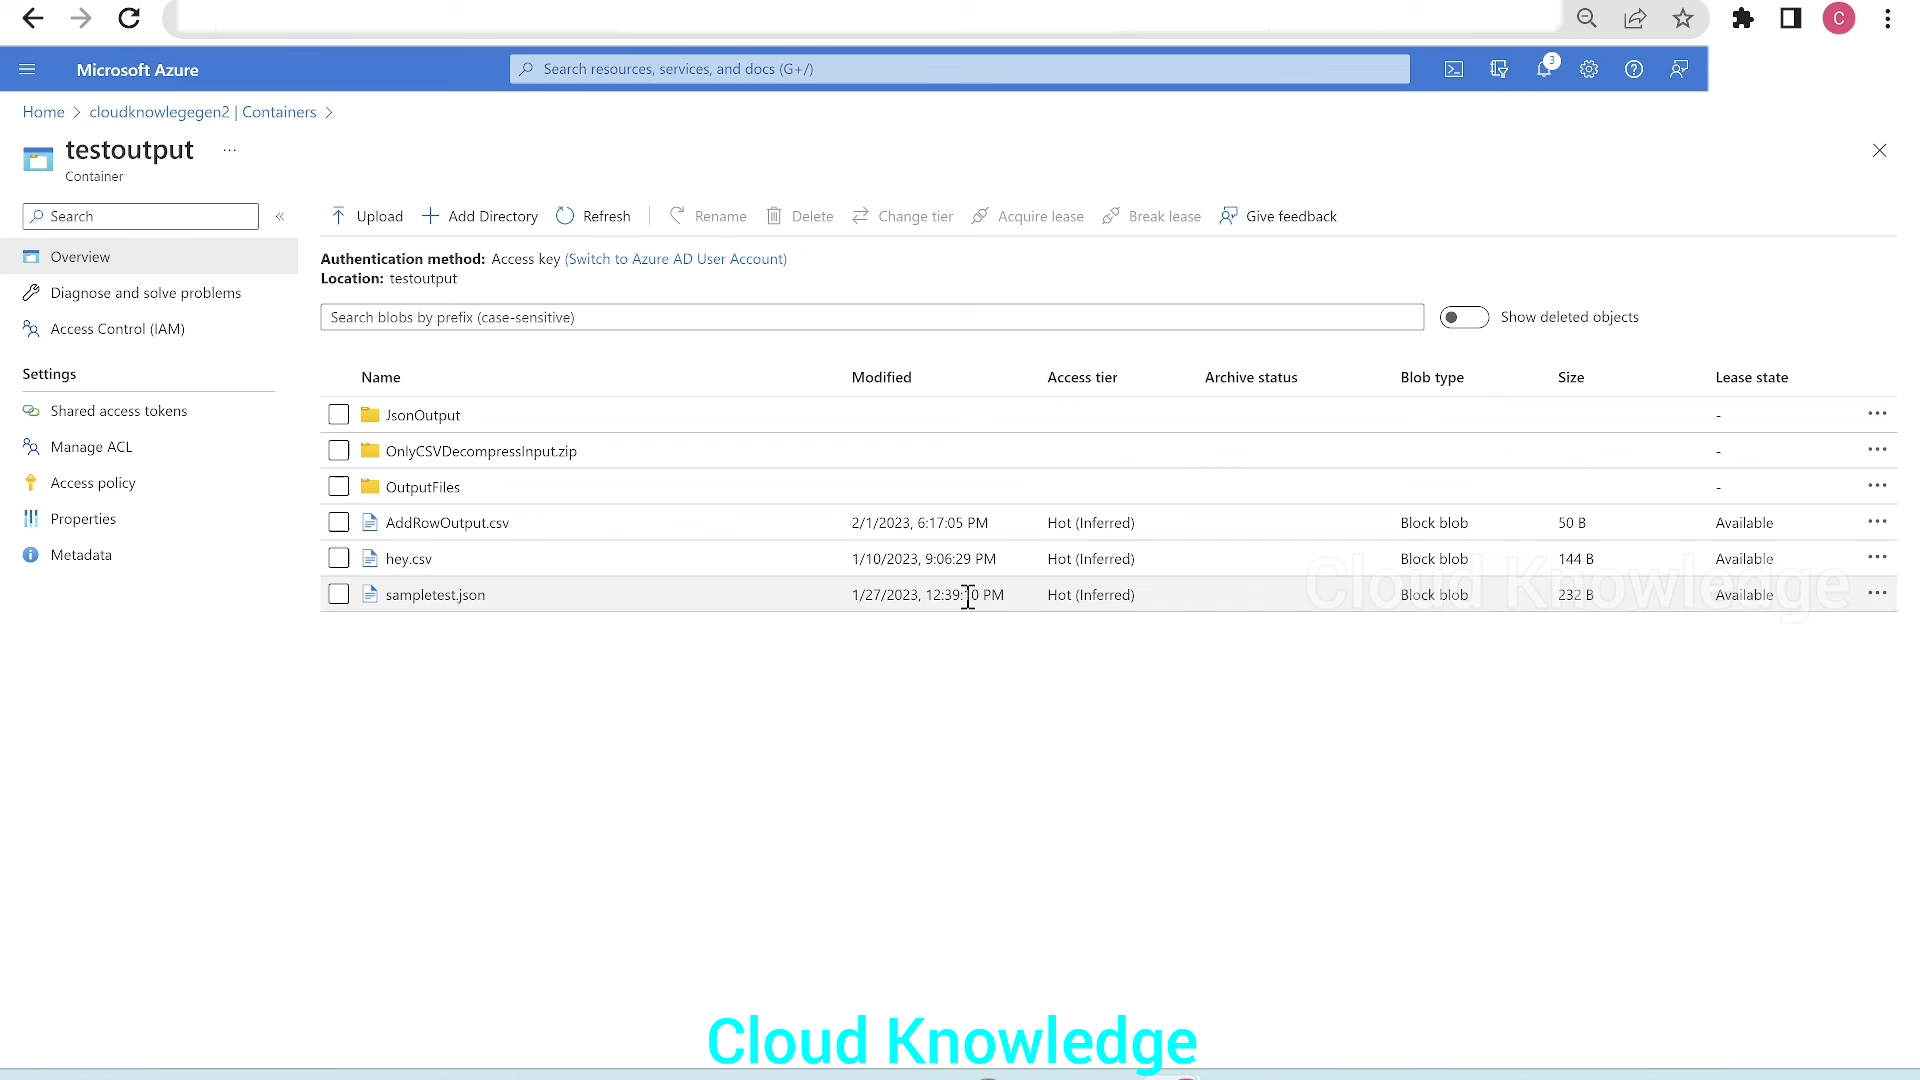 C
Microsoft Azure
Search resources, services, and docs (G+/)
3
Home > cloudknowlegegen2 | Containers >
testoutput ...
Container
Search
«
Upload + Add Directory Refresh Rename Delete Change tier Acquire lease Break lease Give feedback
Overview
Diagnose and solve problems
Access Control (IAM)
Settings
Shared access tokens
Manage ACL
Access policy
Properties
Metadata
Authentication method: Access key (Switch to Azure AD User Account)
Location: testoutput
Search blobs by prefix (case-sensitive)
Show deleted objects
Name Modified Access tier Archive status Blob type Size Lease state
JsonOutput - ...
OnlyCSVDecompressInput.zip - ...
OutputFiles - ...
AddRowOutput.csv 2/1/2023, 6:17:05 PM Hot (Inferred) Block blob 50 B Available ...
hey.csv 1/10/2023, 9:06:29 PM Hot (Inferred) Block blob 144 B Available ...
sampletest.json 1/27/2023, PM Hot (Inferred) Block blob 232 B Available ...
Cloud Knowledge
Cloud Knowledge